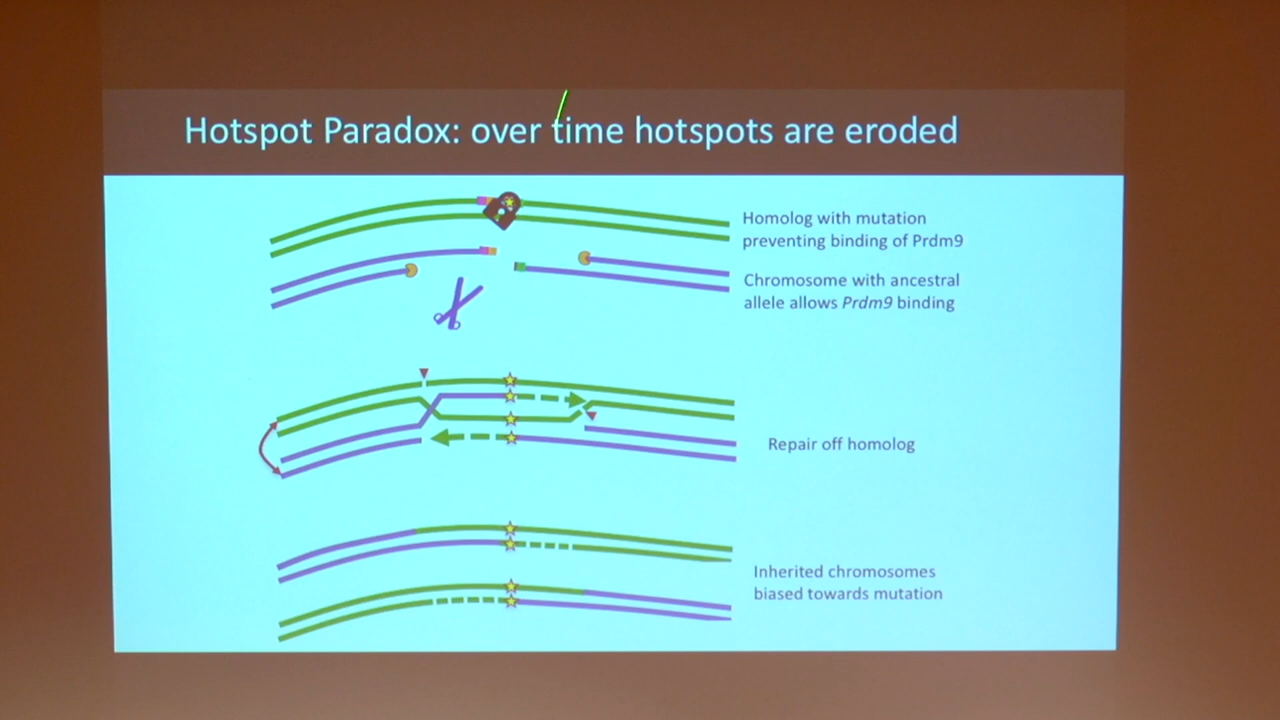 Hotspot Paradox: over time hotspots are eroded
Homolog with mutation
preventing binding of Prdm9
Chromosome with ancestral
allele allows Prdm9 binding
Repair off homolog
Inherited chromosomes
biased towards mutation